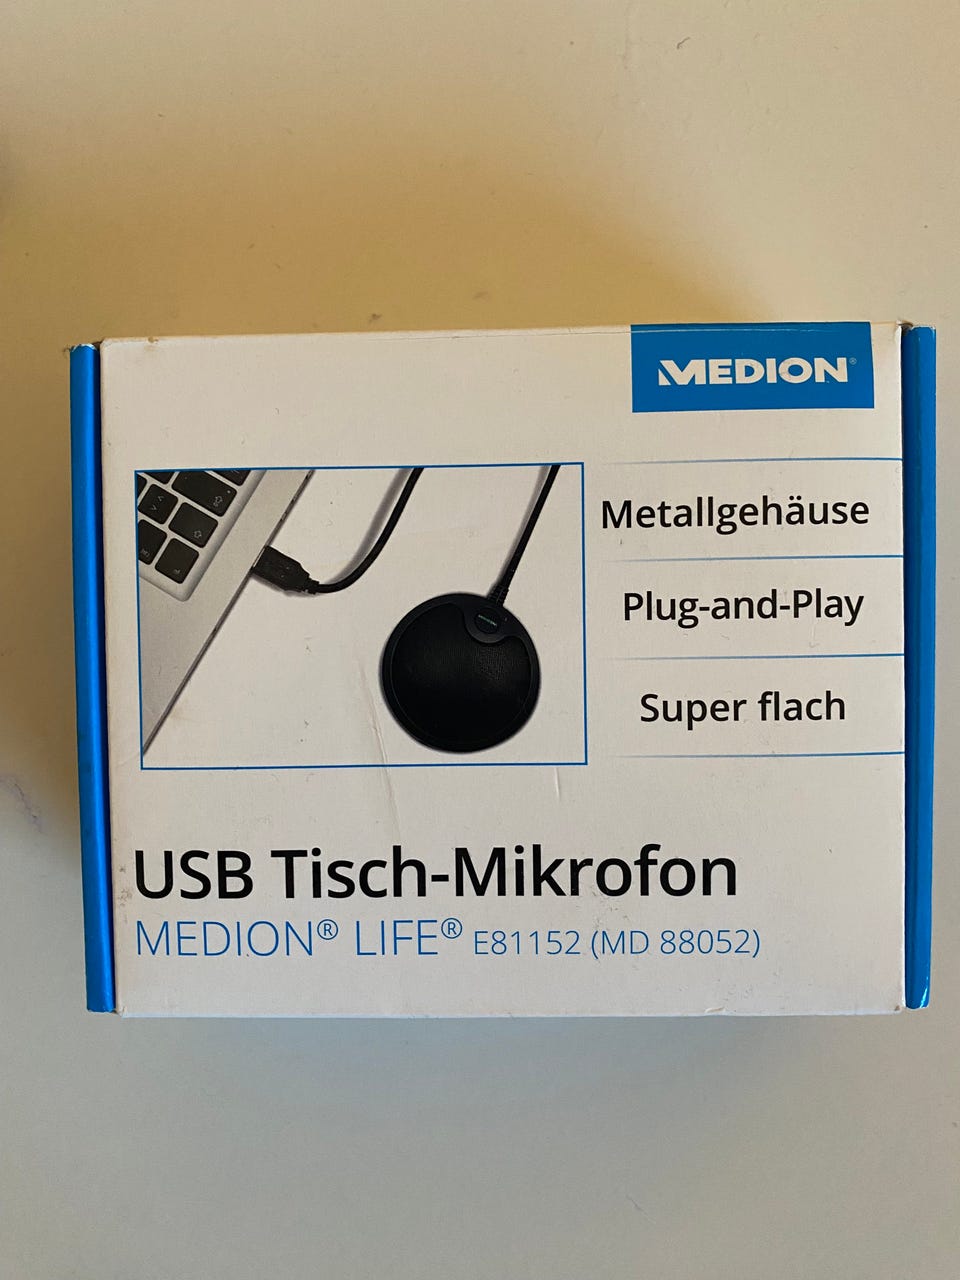 MEDION®
Metallgehäuse
Plug-and-Play
Super flach
USB Tisch-Mikrofon
MEDION® LIFE® E81152 (MD 88052)